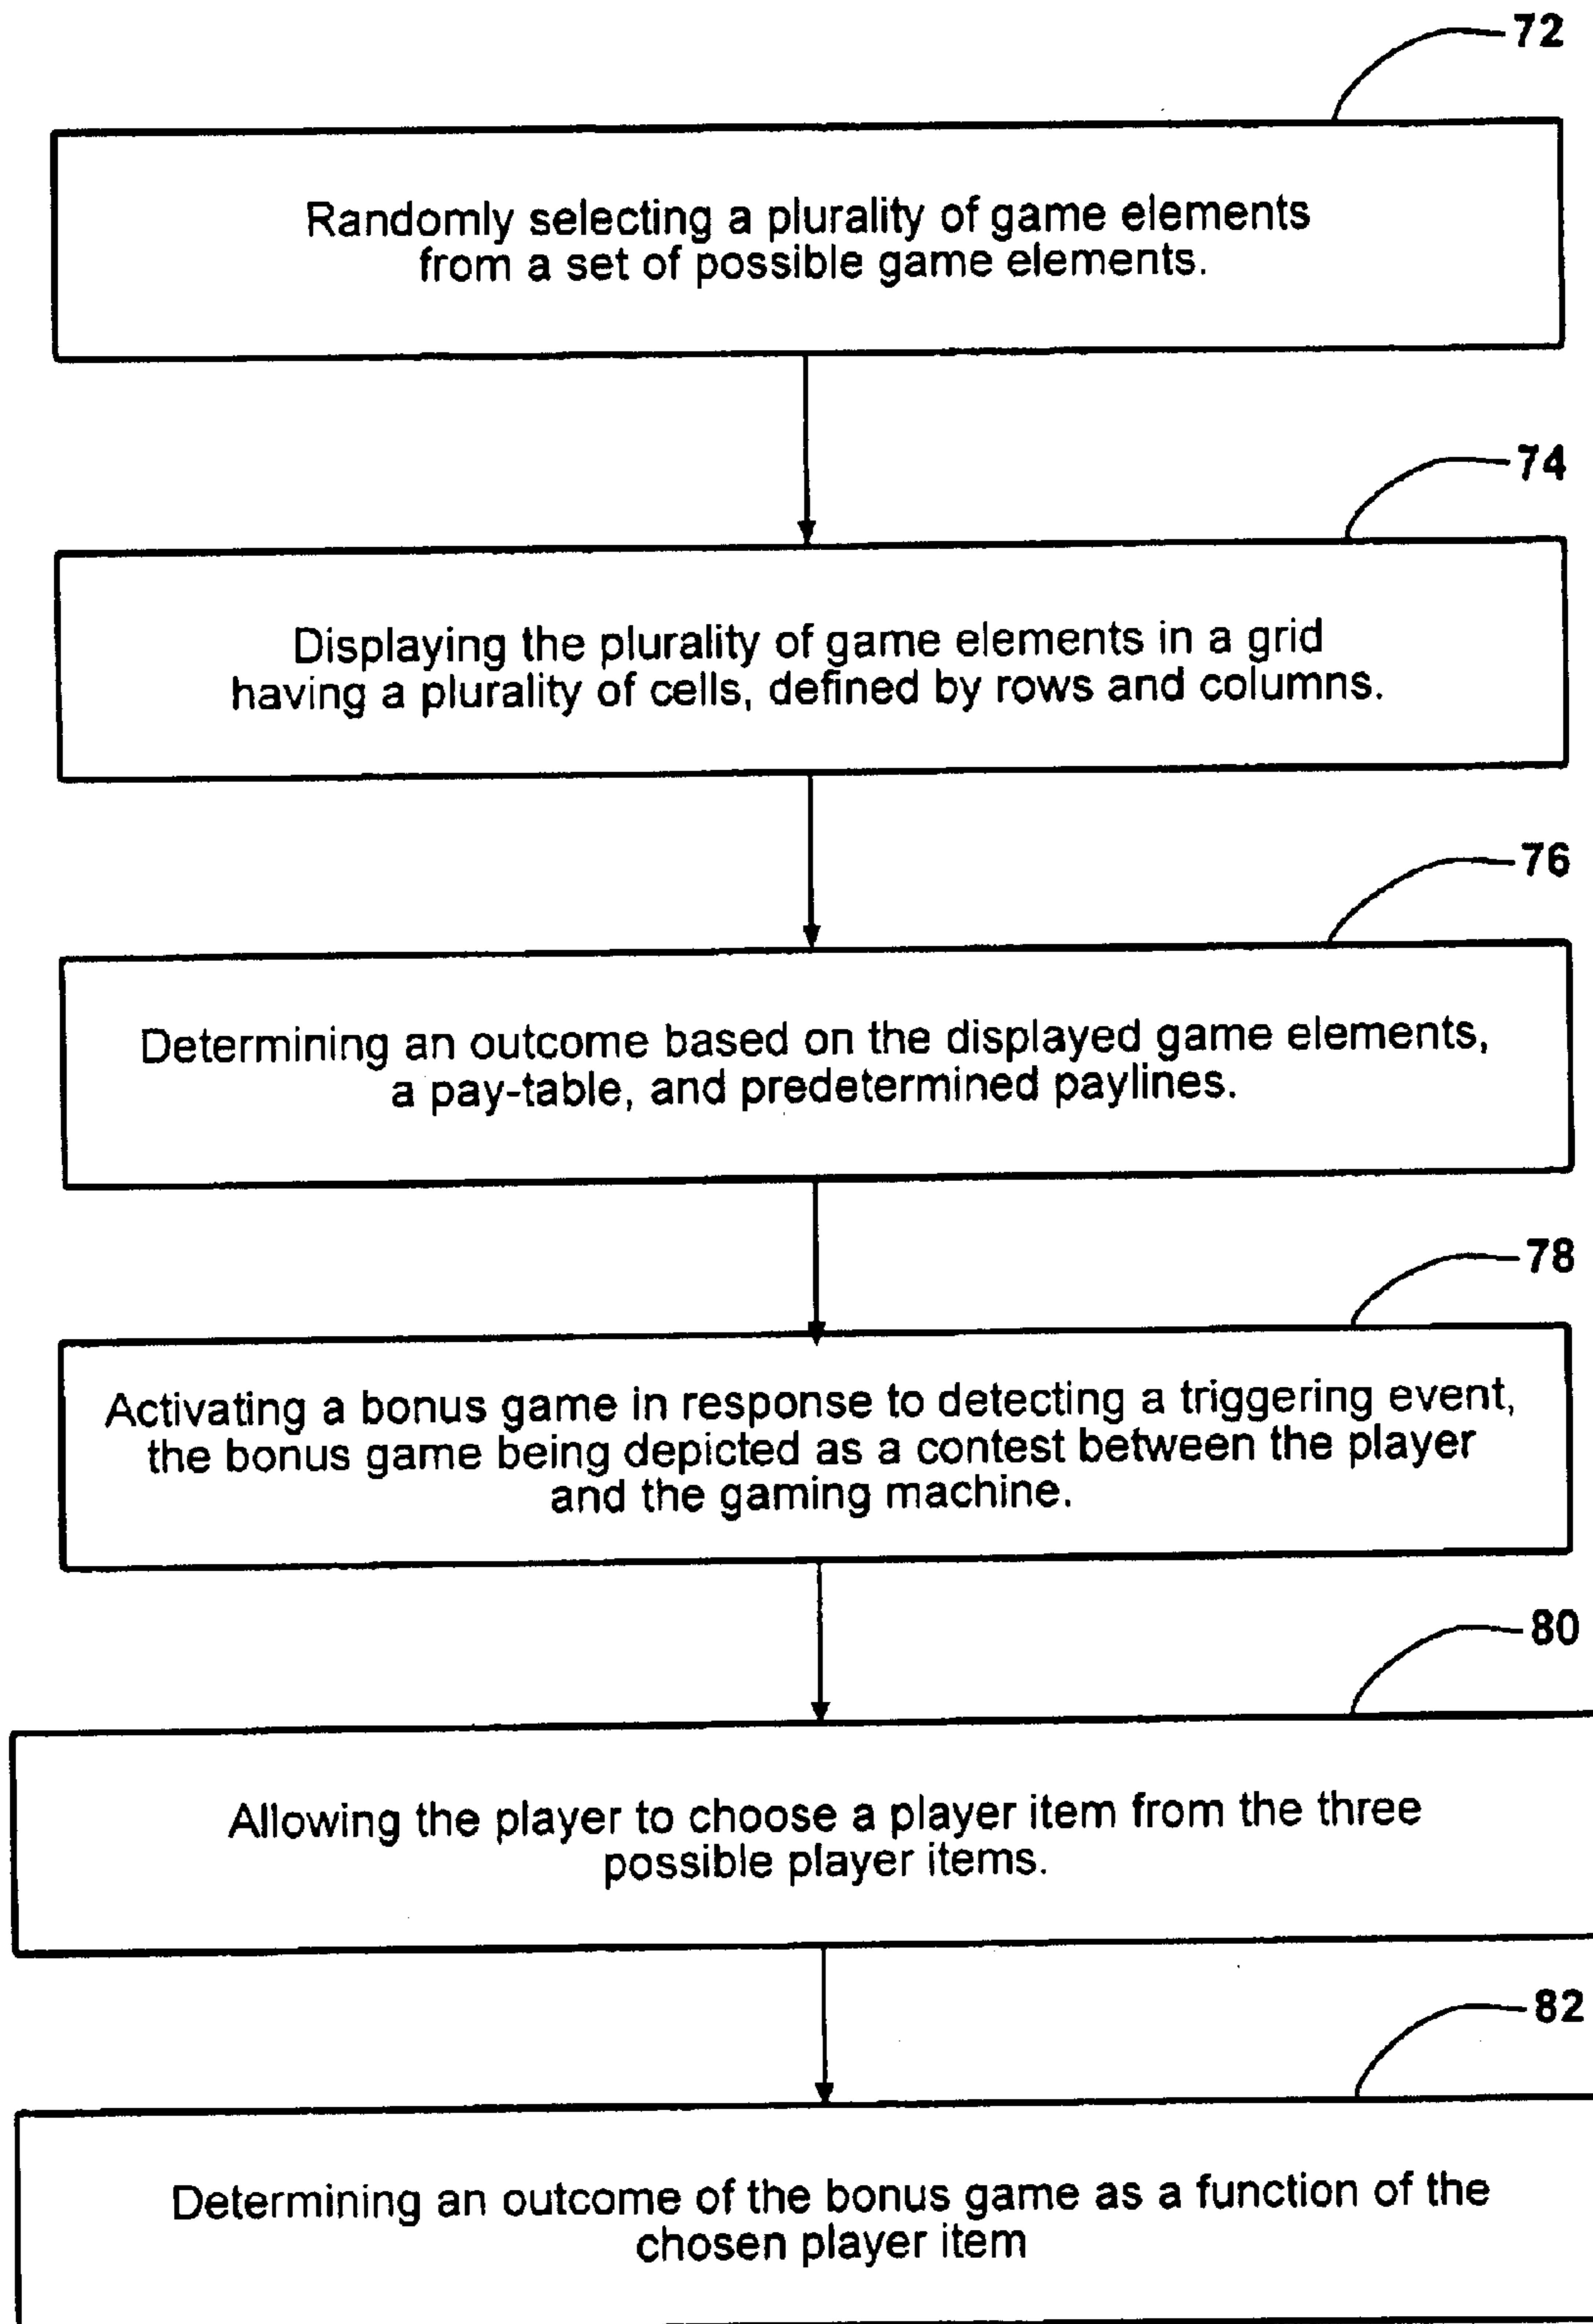 72
Randomly selecting a plurality of game elements
from a set of possible game elements.
74
Displaying the plurality of game elements in a grid
having a plurality of cells, defined by rows and columns.
76
Determining an outcome based on the displayed game elements,
a pay-table, and predetermined paylines.
78
Activating a bonus game in response to detecting a triggering event,
the bonus game being depicted as a contest between the player
and the gaming machine.
80
Allowing the player to choose a player item from the three
possible player items.
82
Determining an outcome of the bonus game as a function of the
chosen player item